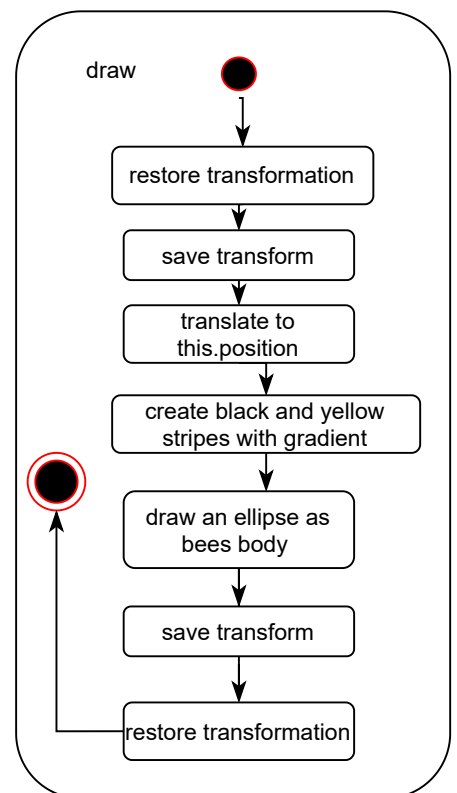 draw
restore transformation
save transform
translate to
this.position
create black and yellow
stripes with gradient
draw an ellipse as
bees body
save transform
restore transformation